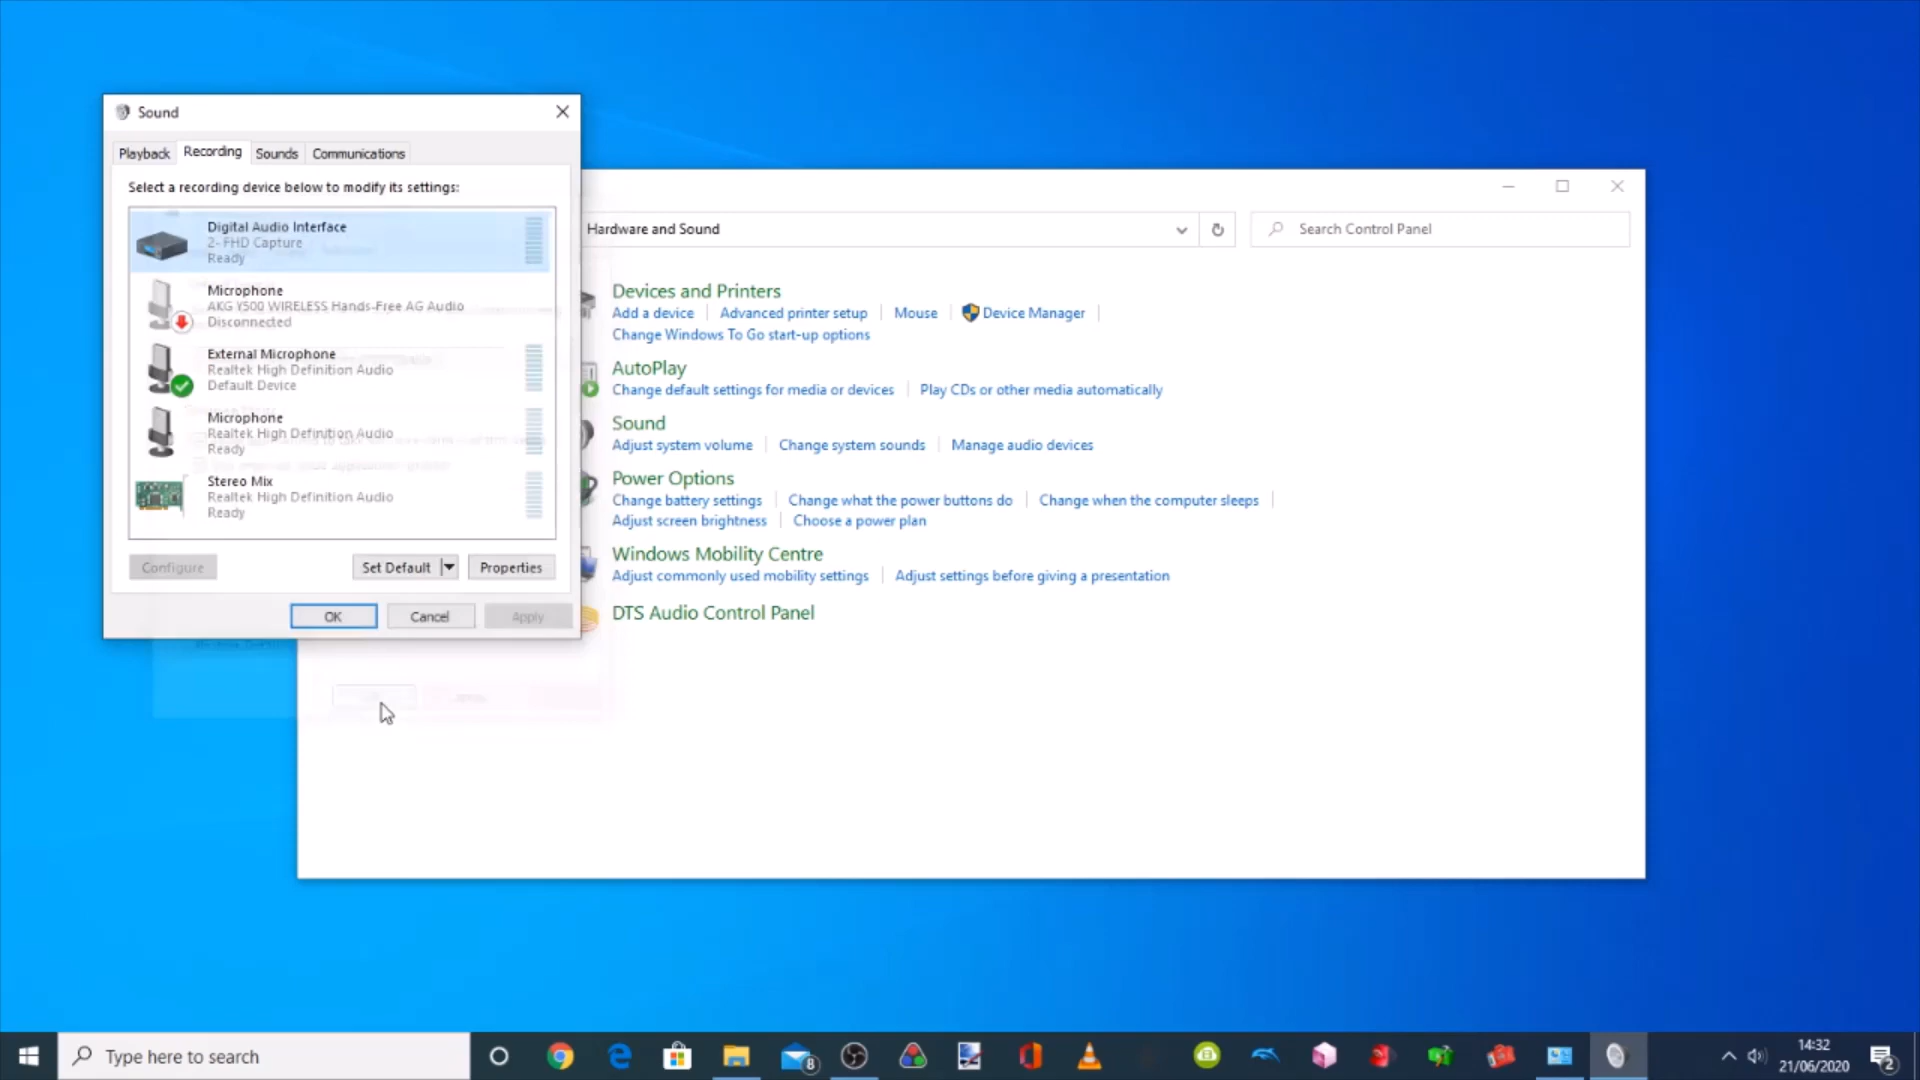 Sound
Playback
Recording
Sounds
Communications
Select a recording device below to modify its settings:
Digital Audio Interface
2- FHD Capture
Ready
Microphone
AKG Y500 WIRELESS Hands-Free AG Audio
Disconnected
External Microphone
Realtek High Definition Audio
Default Device
Microphone
Realtek High Definition Audio
Ready
Stereo Mix
Realtek High Definition Audio
Ready
Configure
Set Default
Properties
OK
Cancel
Apply
Hardware and Sound
Search Control Panel
Devices and Printers
Add a device
Advanced printer setup
Mouse
Device Manager
Change Windows To Go start-up options
AutoPlay
Change default settings for media or devices
Play CDs or other media automatically
Sound
Adjust system volume
Change system sounds
Manage audio devices
Power Options
Change battery settings
Change what the power buttons do
Change when the computer sleeps
Adjust screen brightness
Choose a power plan
Windows Mobility Centre
Adjust commonly used mobility settings
Adjust settings before giving a presentation
DTS Audio Control Panel
Type here to search
8
14:32
21/06/2020
2